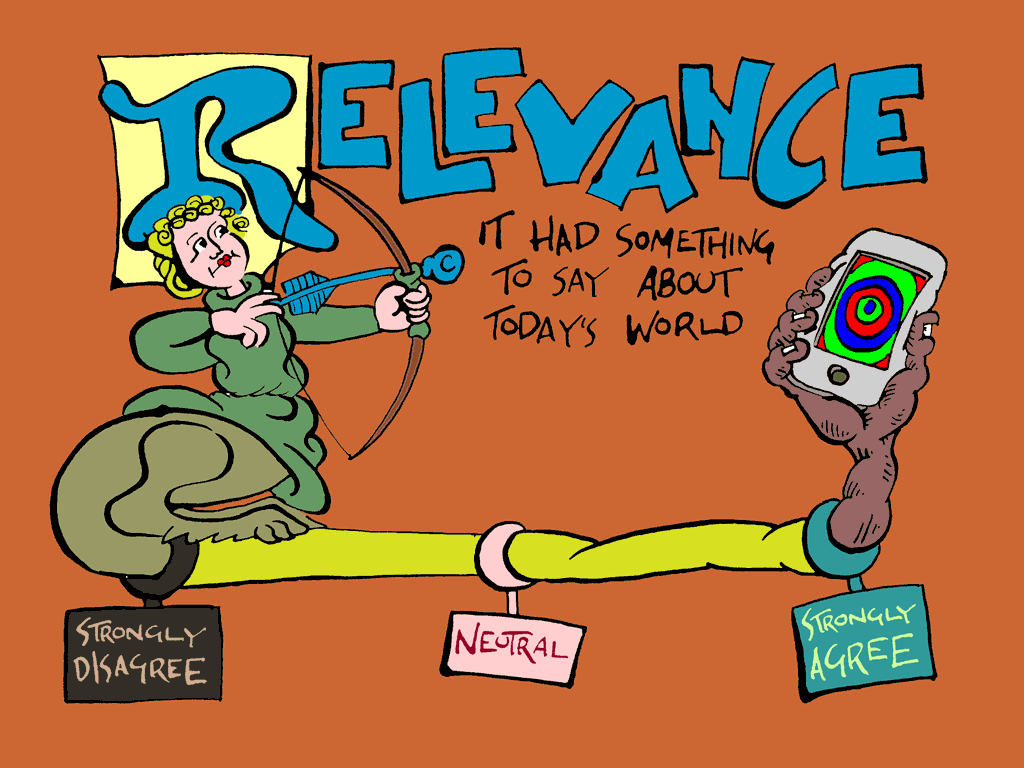 RELEVANCE
IT HAD SOMETHING
TO SAY ABOUT
TODAY'S WORLD
C
STRONGLY
DISAGREE
NEUTRAL
STRONGLY
AGREE